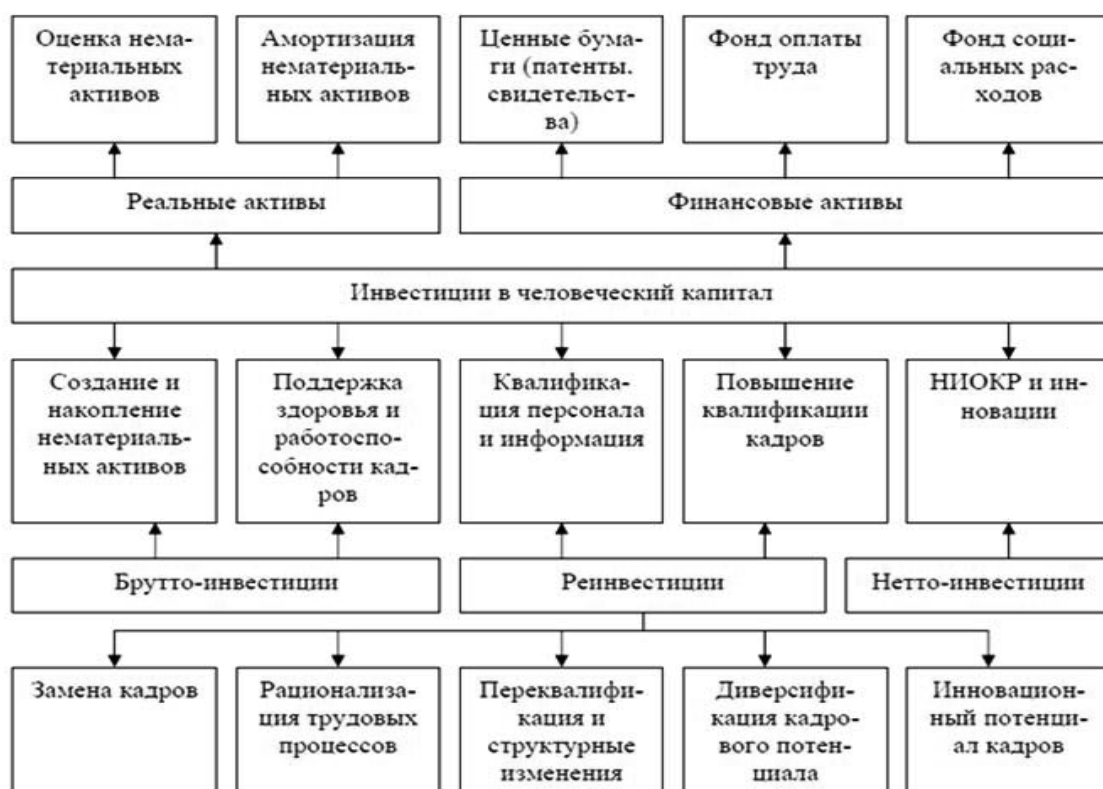 Оценка нема-
териальных
активов
Амортизация
нематериаль-
ных активов
Ценные бума-
ги (патенты.
свидетельст-
ва)
Фонд оплаты
труда
Фонд соци-
альных рас-
ходов
Реальные активы
Финансовые активы
Инвестиции в человеческий капитал
Создание и
накопление
нематериаль-
ных активов
Поддержка
здоровья и
работоспо-
собности кад-
ров
Квалифика-
ция персонала
и информация
Повышение
квалификации
кадров
НИОКР и ин-
новации
Брутто-инвестиции
Реинвестиции
Нетто-инвестиции
Замена кадров
Рационализа-
ция трудовых
процессов
Переквалифи-
кация и
структурные
изменения
Диверсифи-
кация кадро-
вого потен-
циала
Инновацион-
ный потенци-
ал кадров